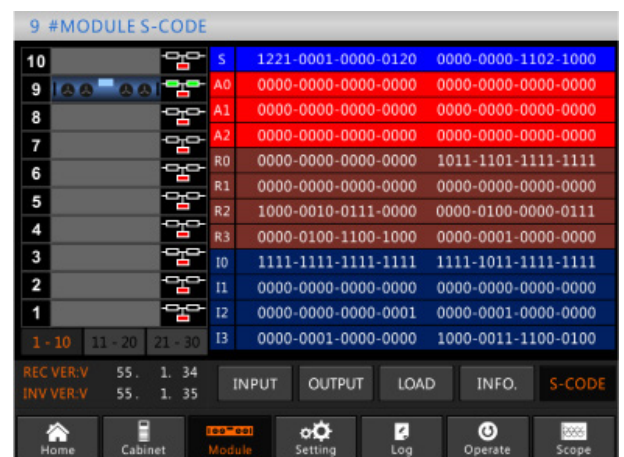 9 #MODULE S-CODE
10 S 1221-0001-0000-0120 0000-0000-1102-1000
9 A0 0000-0000-0000-0000 0000-0000-0000-0000
8 A1 0000-0000-0000-0000 0000-0000-0000-0000
7 A2 0000-0000-0000-0000 0000-0000-0000-0000
6 R0 0000-0000-0000-0000 1011-1101-1111-1111
R1 0000-0000-0000-0000 0000-0000-0000-0000
5 R2 1000-0010-0111-0000 0000-0100-0000-0111
4 R3 0000-0100-1100-1000 0000-0001-0000-0000
3 I0 1111-1111-1111-1111 1111-1011-1111-1111
2 I1 0000-0000-0000-0000 0000-0000-0000-0000
1 I2 0000-0000-0000-0001 0000-0001-0000-0000
1 - 10 11 - 20 21 - 30 I3 0000-0001-0000-0000 1000-0011-1100-0100
REC VER:V 55. 1. 34
INV VER:V 55. 1. 35
INPUT OUTPUT LOAD INFO. S-CODE
Home Cabinet Module Setting Log Operate Scope